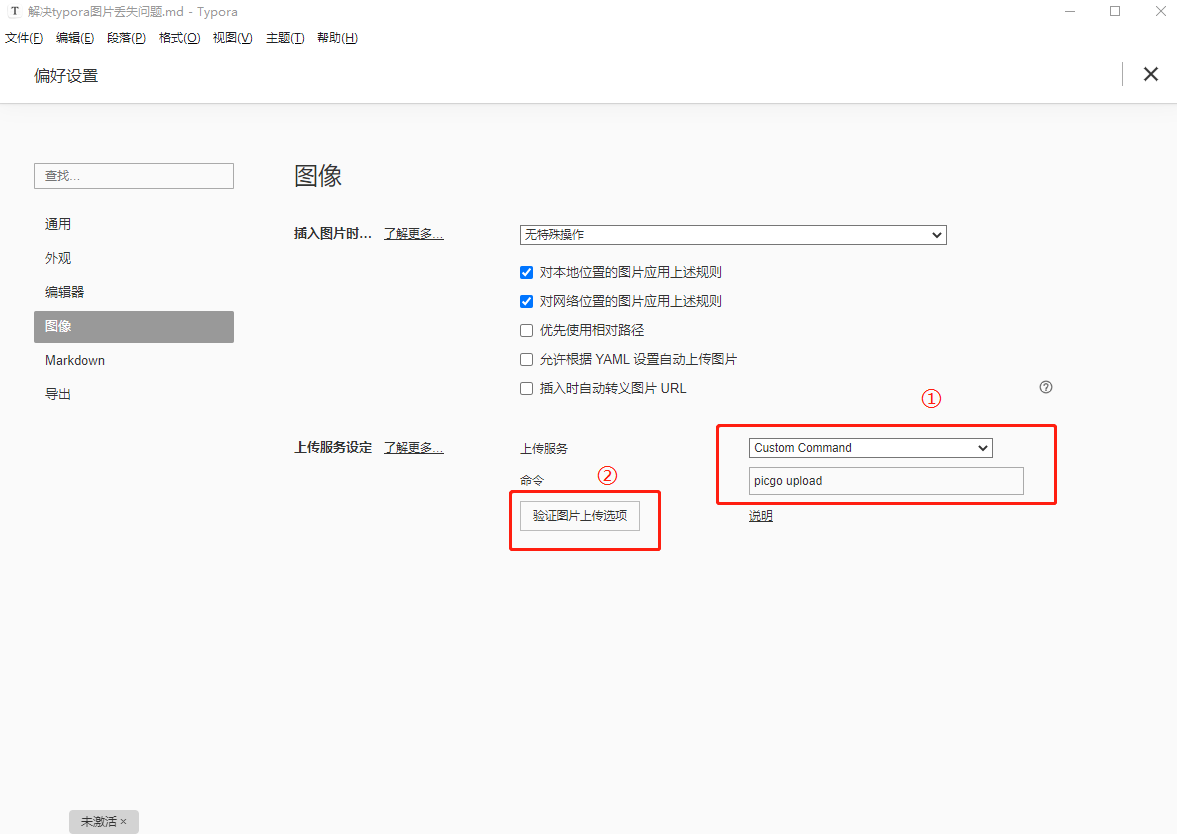 T 解决typora图片丢失问题.md - Typora
文件(F) 编辑(E) 段落(P) 格式(O) 视图(V) 主题(T) 帮助(H)
偏好设置
查找...
通用
外观
编辑器
图像
Markdown
导出
图像
插入图片时... 了解更多... 无特殊操作
对本地位置的图片应用上述规则
对网络位置的图片应用上述规则
优先使用相对路径
允许根据 YAML 设置自动上传图片
插入时自动转义图片 URL
①
上传服务设定 了解更多... 上传服务 Custom Command
②
命令 picgo upload
验证图片上传选项 说明
未激活 ×